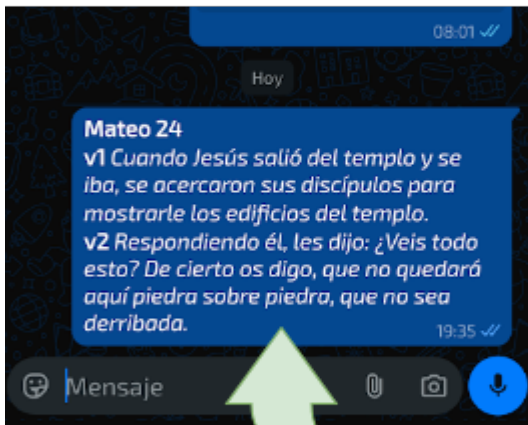 08:01
Hoy
Mateo 24
v1 Cuando Jesús salió del templo y se
iba, se acercaron sus discípulos para
mostrarle los edificios del templo.
v2 Respondiendo él, les dijo: ¿Veis todo
esto? De cierto os digo, que no quedará
aquí piedra sobre piedra, que no sea
derribada.
19:35
Mensaje